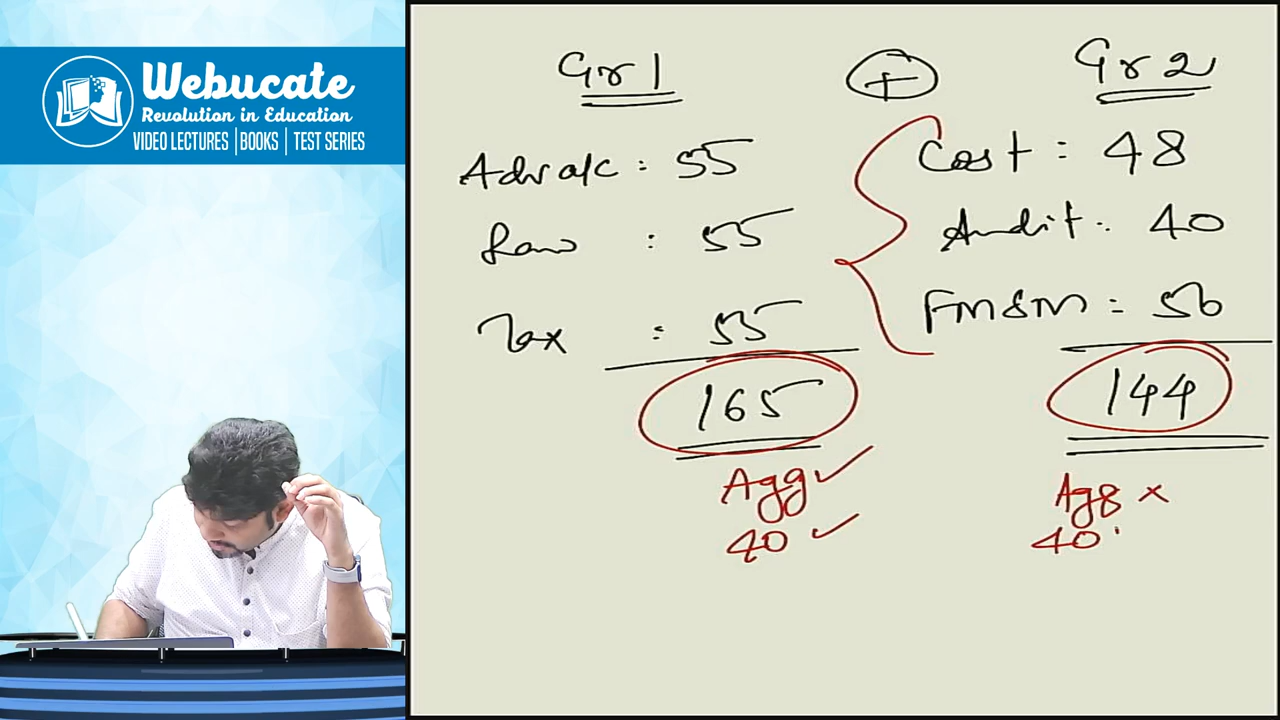 Webucate
Revolution in Education
VIDEO LECTURES | BOOKS | TEST SERIES
Gr 1 + Gr 2
Adv a/c : 55
Law : 55
Tax : 55
165
Agg ✓
40 ✓
Cost : 48
Audit : 40
FM SM = 56
144
Agg ×
40